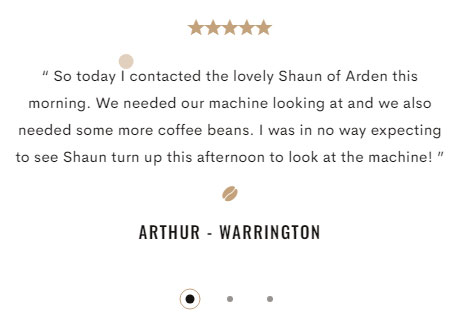 “ So today I contacted the lovely Shaun of Arden this
morning. We needed our machine looking at and we also
needed some more coffee beans. I was in no way expecting
to see Shaun turn up this afternoon to look at the machine! ”
ARTHUR - WARRINGTON